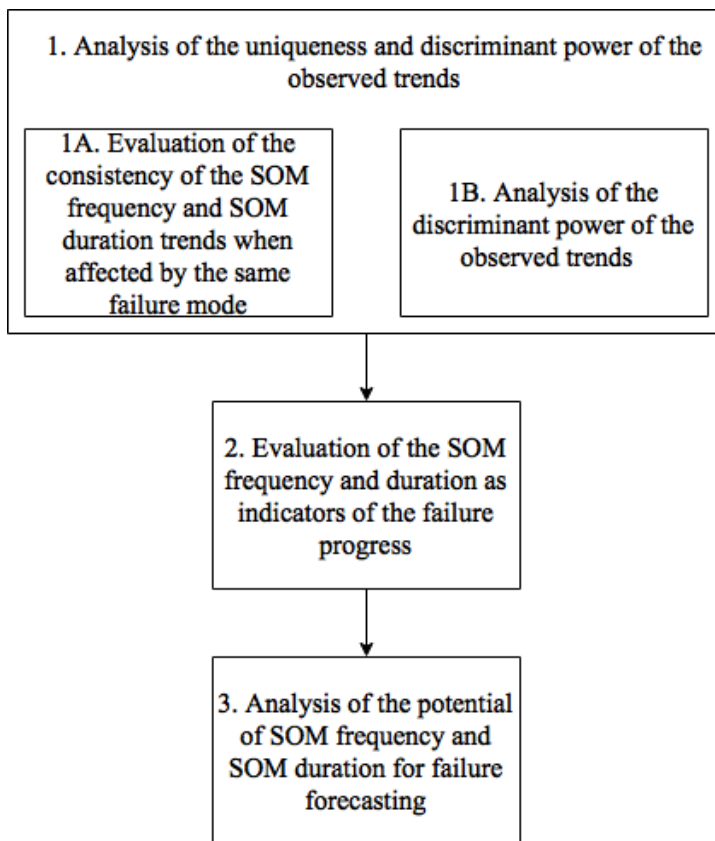 1. Analysis of the uniqueness and discriminant power of the
observed trends
1A. Evaluation of the
consistency of the SOM
frequency and SOM
duration trends when
affected by the same
failure mode
1B. Analysis of the
discriminant power of the
observed trends
2. Evaluation of the SOM
frequency and duration as
indicators of the failure
progress
3. Analysis of the potential
of SOM frequency and
SOM duration for failure
forecasting